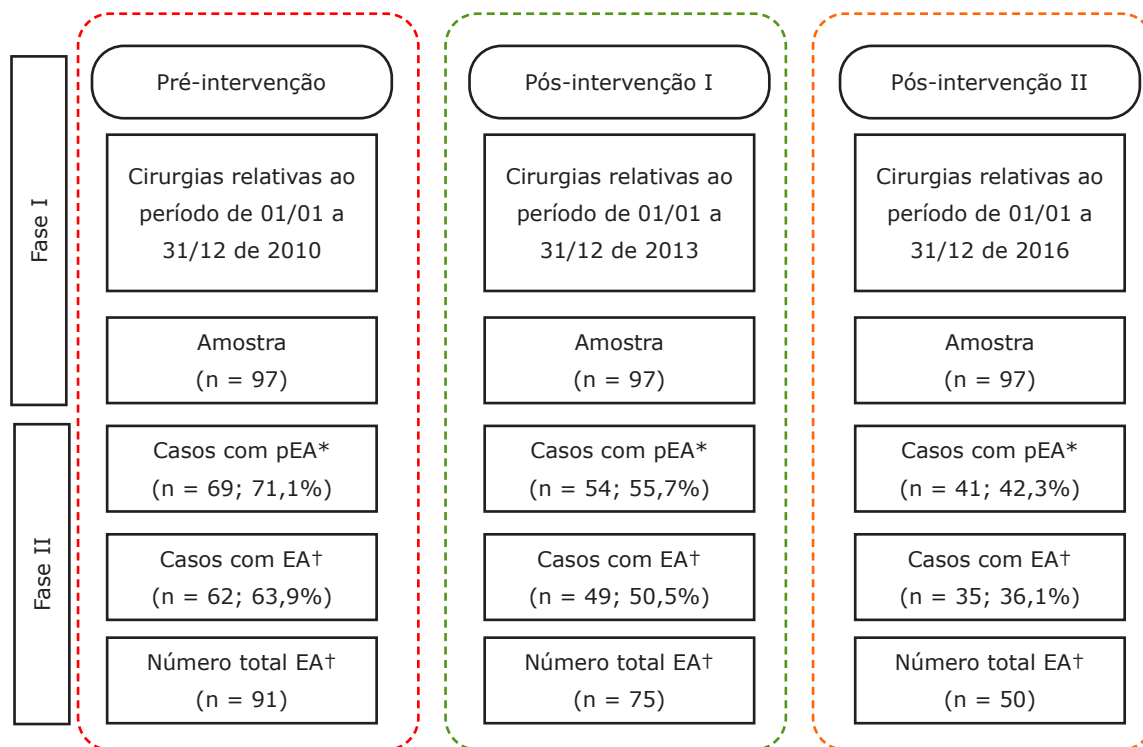 Fase I
Pré-intervenção
Cirurgias relativas ao
período de 01/01 a
31/12 de 2010
Amostra
(n = 97)
Pós-intervenção I
Cirurgias relativas ao
período de 01/01 a
31/12 de 2013
Amostra
(n = 97)
Pós-intervenção II
Cirurgias relativas ao
período de 01/01 a
31/12 de 2016
Amostra
(n = 97)
Fase II
Casos com pEA*
(n = 69; 71,1%)
Casos com EA†
(n = 62; 63,9%)
Número total EA†
(n = 91)
Casos com pEA*
(n = 54; 55,7%)
Casos com EA†
(n = 49; 50,5%)
Número total EA†
(n = 75)
Casos com pEA*
(n = 41; 42,3%)
Casos com EA†
(n = 35; 36,1%)
Número total EA†
(n = 50)